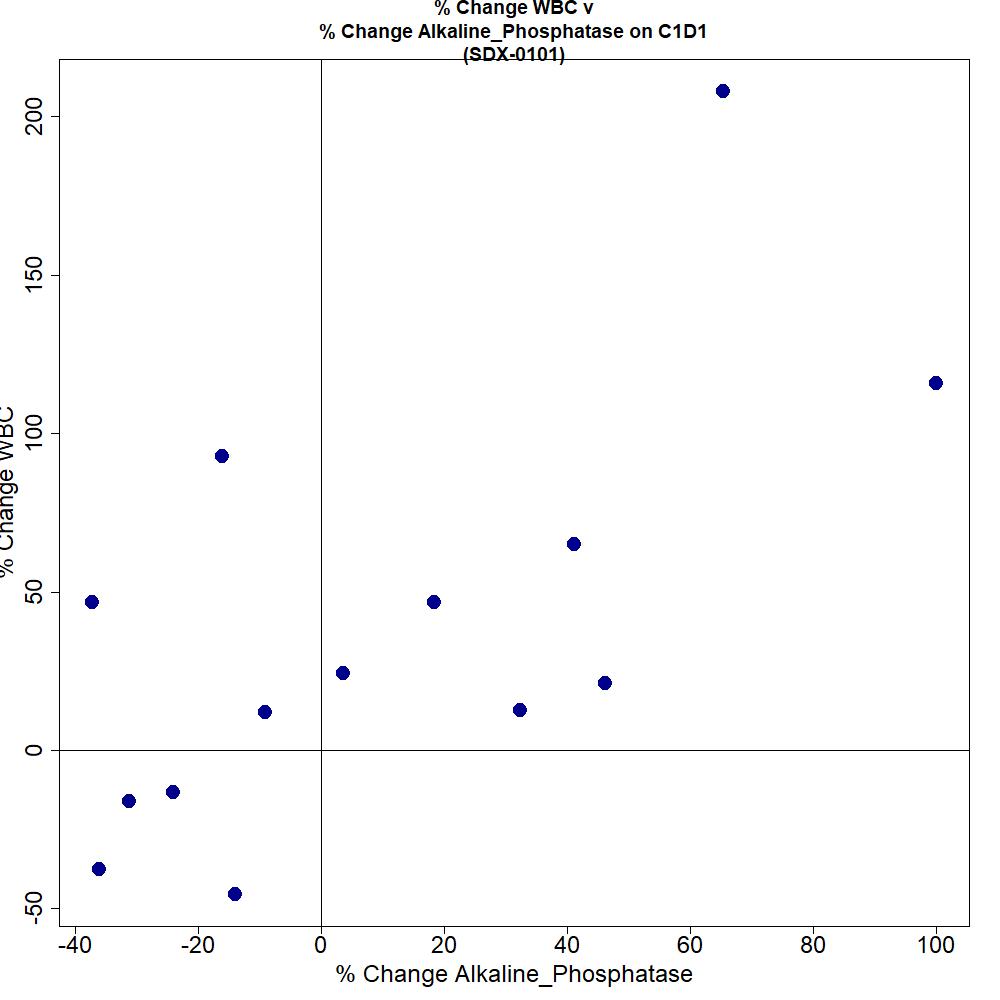 % Change WBC v
% Change Alkaline_Phosphatase on C1D1
(SDX-0101)
% Change WBC
200
150
100
50
0
-50
-40 -20 0 20 40 60 80 100
% Change Alkaline_Phosphatase